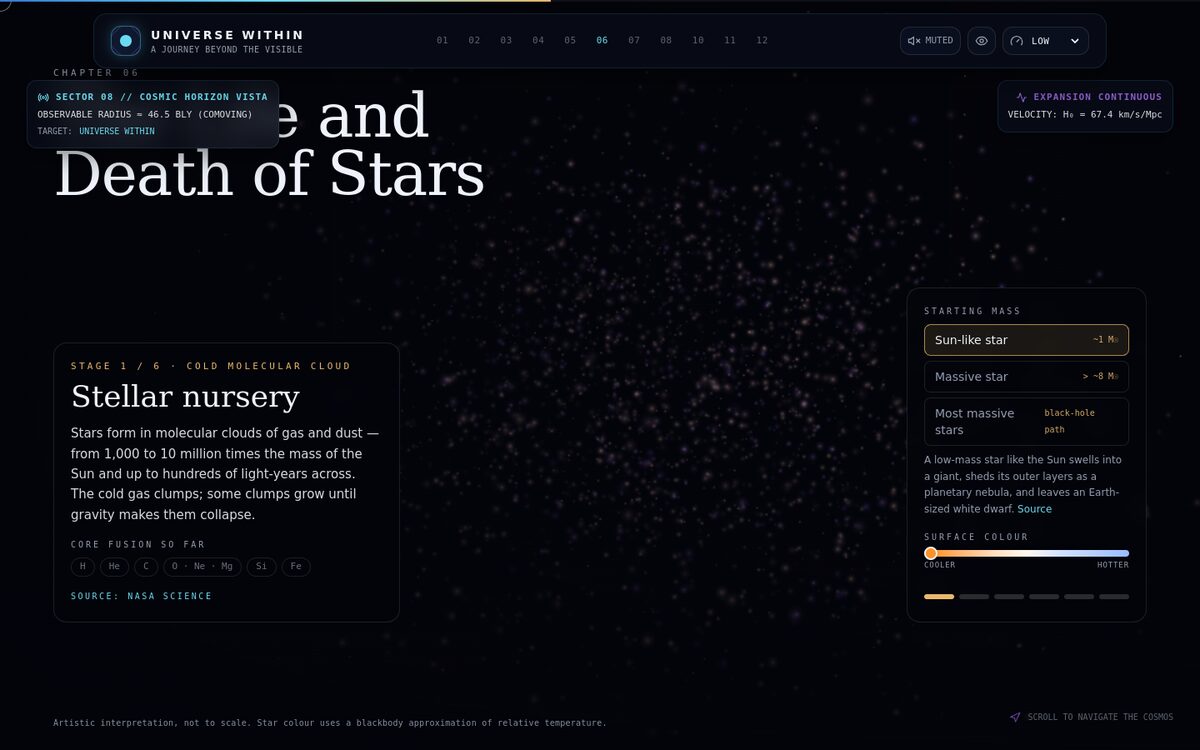 UNIVERSE WITHIN
A JOURNEY BEYOND THE VISIBLE
01 02 03 04 05 06 07 08 09 10 11 12
MUTED
LOW
CHAPTER 06
SECTOR 08 // COSMIC HORIZON VISTA
OBSERVABLE RADIUS ≈ 46.5 BLY (COMOVING)
TARGET: UNIVERSE WITHIN
EXPANSION CONTINUOUS
VELOCITY: H₀ = 67.4 km/s/Mpc
and
Death of Stars
STAGE 1 / 6 · COLD MOLECULAR CLOUD
Stellar nursery
Stars form in molecular clouds of gas and dust —
from 1,000 to 10 million times the mass of the
Sun and up to hundreds of light-years across.
The cold gas clumps; some clumps grow until
gravity makes them collapse.
CORE FUSION SO FAR
H He C O · Ne · Mg Si Fe
SOURCE: NASA SCIENCE
STARTING MASS
Sun-like star ~1 M☉
Massive star > ~8 M☉
Most massive stars black-hole path
A low-mass star like the Sun swells into
a giant, sheds its outer layers as a
planetary nebula, and leaves an Earth-
sized white dwarf. Source
SURFACE COLOUR
COOLER HOTTER
Artistic interpretation, not to scale. Star colour uses a blackbody approximation of relative temperature.
SCROLL TO NAVIGATE THE COSMOS